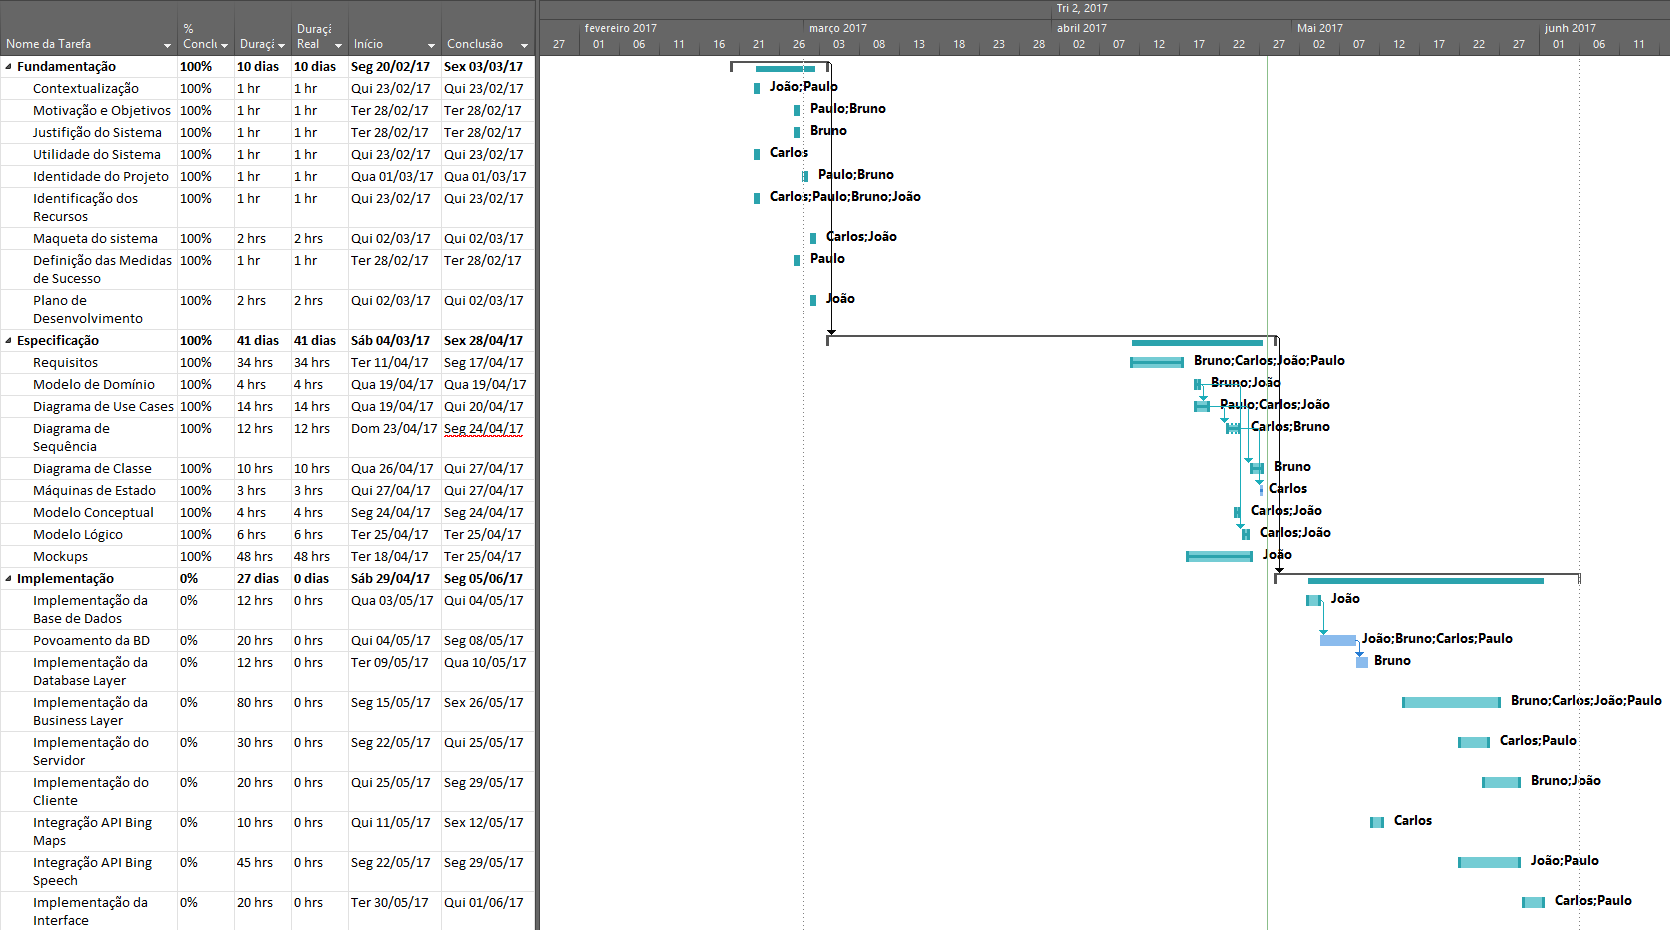 Tri 2, 2017
fevereiro 2017 março 2017 abril 2017 Mai 2017 junh 2017
Nome da Tarefa % Conclu Duraçã Duraçã Real Início Conclusão 27 01 06 11 16 21 26 03 08 13 18 23 28 02 07 12 17 22 27 02 07 12 17 22 27 01 06 11
Fundamentação 100% 10 dias 10 dias Seg 20/02/17 Sex 03/03/17
Contextualização 100% 1 hr 1 hr Qui 23/02/17 Qui 23/02/17 João;Paulo
Motivação e Objetivos 100% 1 hr 1 hr Ter 28/02/17 Ter 28/02/17 Paulo;Bruno
Justifição do Sistema 100% 1 hr 1 hr Ter 28/02/17 Ter 28/02/17 Bruno
Utilidade do Sistema 100% 1 hr 1 hr Qui 23/02/17 Qui 23/02/17 Carlos
Identidade do Projeto 100% 1 hr 1 hr Qua 01/03/17 Qua 01/03/17 Paulo;Bruno
Identificação dos 100% 1 hr 1 hr Qui 23/02/17 Qui 23/02/17 Carlos;Paulo;Bruno;João
Recursos
Maqueta do sistema 100% 2 hrs 2 hrs Qui 02/03/17 Qui 02/03/17 Carlos;João
Definição das Medidas 100% 1 hr 1 hr Ter 28/02/17 Ter 28/02/17 Paulo
de Sucesso
Plano de 100% 2 hrs 2 hrs Qui 02/03/17 Qui 02/03/17 João
Desenvolvimento
Especificação 100% 41 dias 41 dias Sáb 04/03/17 Sex 28/04/17
Requisitos 100% 34 hrs 34 hrs Ter 11/04/17 Seg 17/04/17 Bruno;Carlos;João;Paulo
Modelo de Domínio 100% 4 hrs 4 hrs Qua 19/04/17 Qua 19/04/17 Bruno;João
Diagrama de Use Cases 100% 14 hrs 14 hrs Qua 19/04/17 Qui 20/04/17 Paulo;Carlos;João
Diagrama de 100% 12 hrs 12 hrs Dom 23/04/17 Seg 24/04/17 Carlos;Bruno
Sequência
Diagrama de Classe 100% 10 hrs 10 hrs Qua 26/04/17 Qui 27/04/17 Bruno
Máquinas de Estado 100% 3 hrs 3 hrs Qui 27/04/17 Qui 27/04/17 Carlos
Modelo Conceptual 100% 4 hrs 4 hrs Seg 24/04/17 Seg 24/04/17 Carlos;João
Modelo Lógico 100% 6 hrs 6 hrs Ter 25/04/17 Ter 25/04/17 Carlos;João
Mockups 100% 48 hrs 48 hrs Ter 18/04/17 Ter 25/04/17 João
Implementação 0% 27 dias 0 dias Sáb 29/04/17 Seg 05/06/17
Implementação da 0% 12 hrs 0 hrs Qua 03/05/17 Qui 04/05/17 João
Base de Dados
Povoamento da BD 0% 20 hrs 0 hrs Qui 04/05/17 Seg 08/05/17 João;Bruno;Carlos;Paulo
Implementação da 0% 12 hrs 0 hrs Ter 09/05/17 Qua 10/05/17 Bruno
Database Layer
Implementação da 0% 80 hrs 0 hrs Seg 15/05/17 Sex 26/05/17 Bruno;Carlos;João;Paulo
Business Layer
Implementação do 0% 30 hrs 0 hrs Seg 22/05/17 Qui 25/05/17 Carlos;Paulo
Servidor
Implementação do 0% 20 hrs 0 hrs Qui 25/05/17 Seg 29/05/17 Bruno;João
Cliente
Integração API Bing 0% 10 hrs 0 hrs Qui 11/05/17 Sex 12/05/17 Carlos
Maps
Integração API Bing 0% 45 hrs 0 hrs Seg 22/05/17 Seg 29/05/17 João;Paulo
Speech
Implementação da 0% 20 hrs 0 hrs Ter 30/05/17 Qui 01/06/17 Carlos;Paulo
Interface